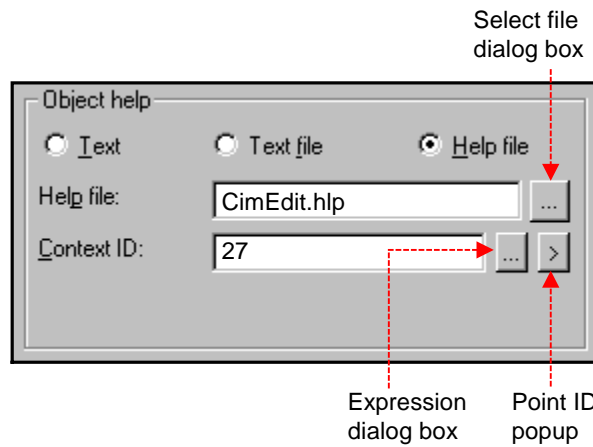 Select file
dialog box
Object help
Text Text file Help file
Help file: CimEdit.hlp ...
Context ID: 27 ... >
Expression Point ID
dialog box popup